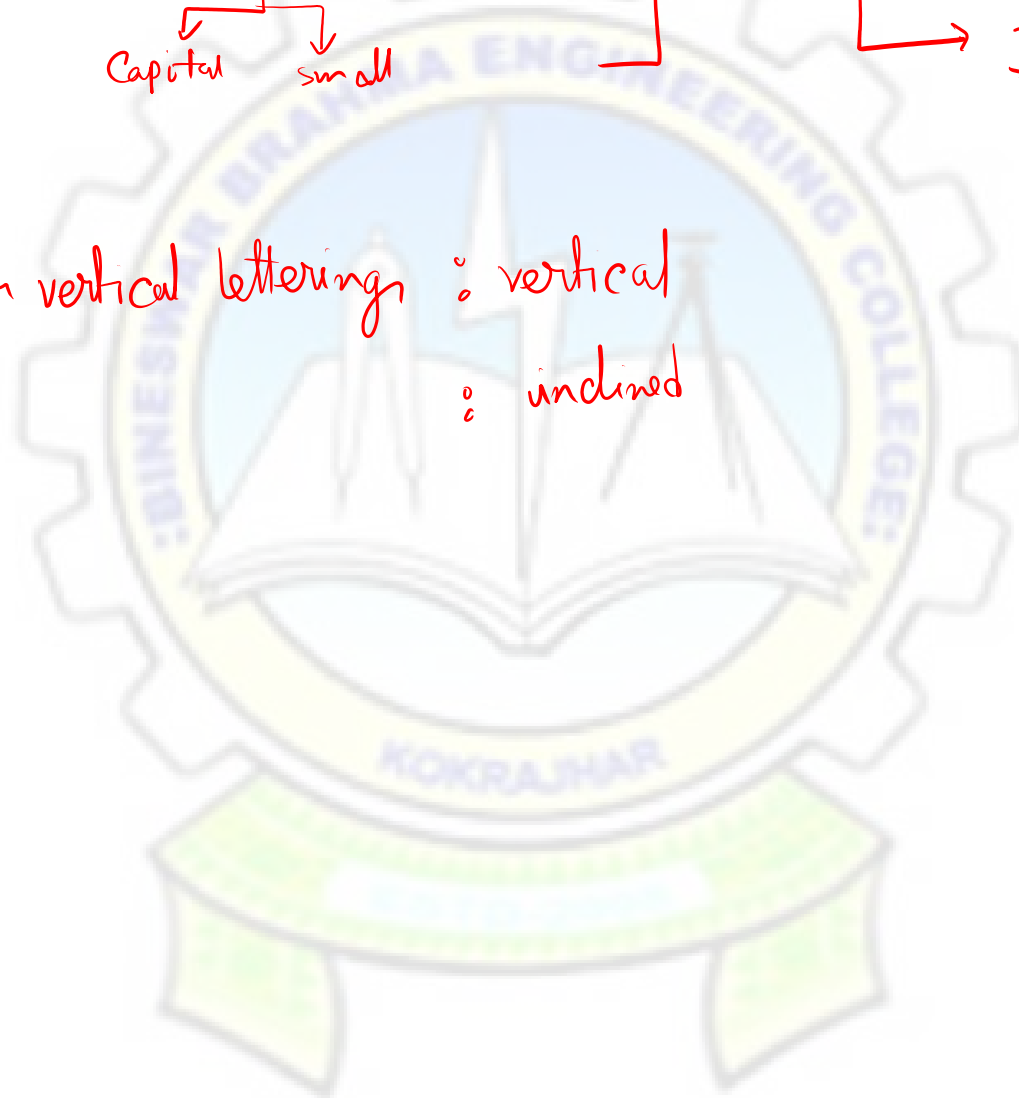 Capital small
vertical lettering : vertical
: inclined
:BINESWAR BRAHMA ENGINEERING COLLEGE:
KOKRAJHAR